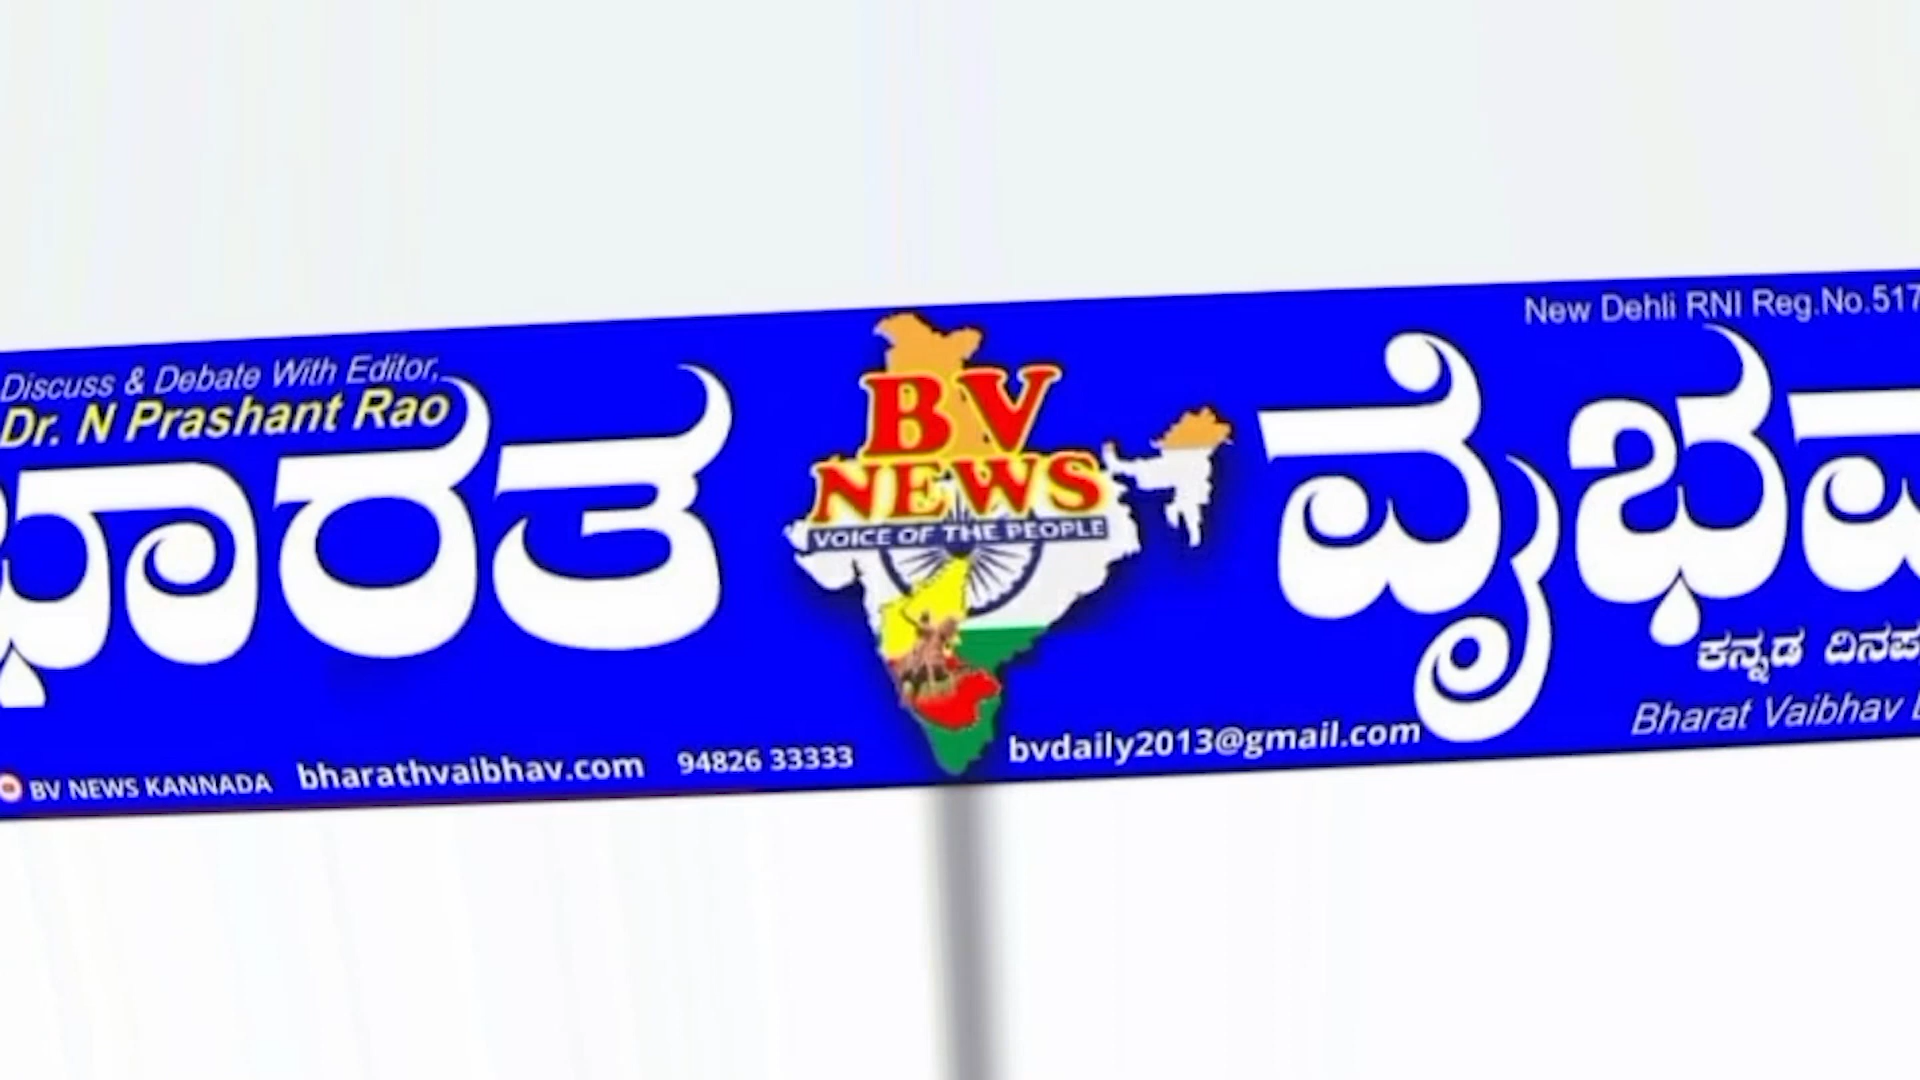 Discuss & Debate With Editor,
Dr. N Prashant Rao
New Dehli RNI Reg.No.517
ಭಾರತ
BV
NEWS
VOICE OF THE PEOPLE
ವೈಭವ
ಕನ್ನಡ
Bharat Vaibhav
BV NEWS KANNADA bharathvaibhav.com 94826 33333 bvdaily2013@gmail.com